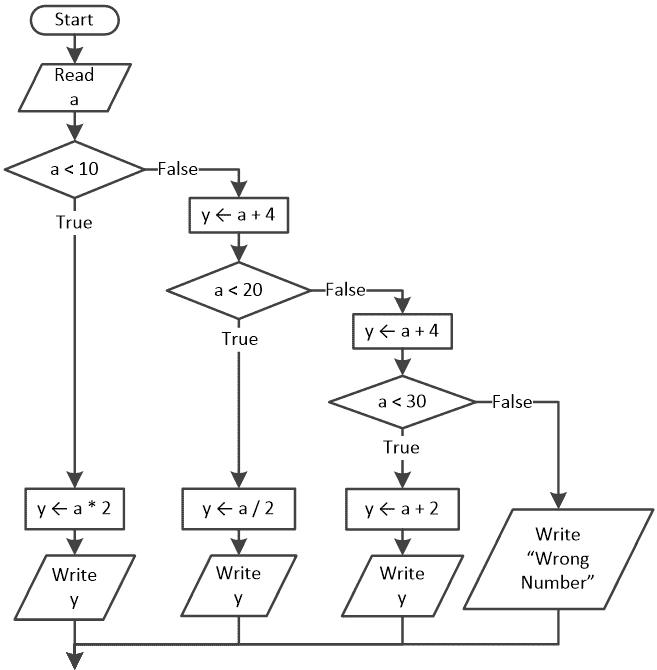 Start
Read
a
a < 10
False
True
y ← a + 4
a < 20
False
True
y ← a + 4
a < 30
False
True
y ← a * 2
y ← a / 2
y ← a + 2
Write
y
Write
y
Write
y
Write
“Wrong
Number”